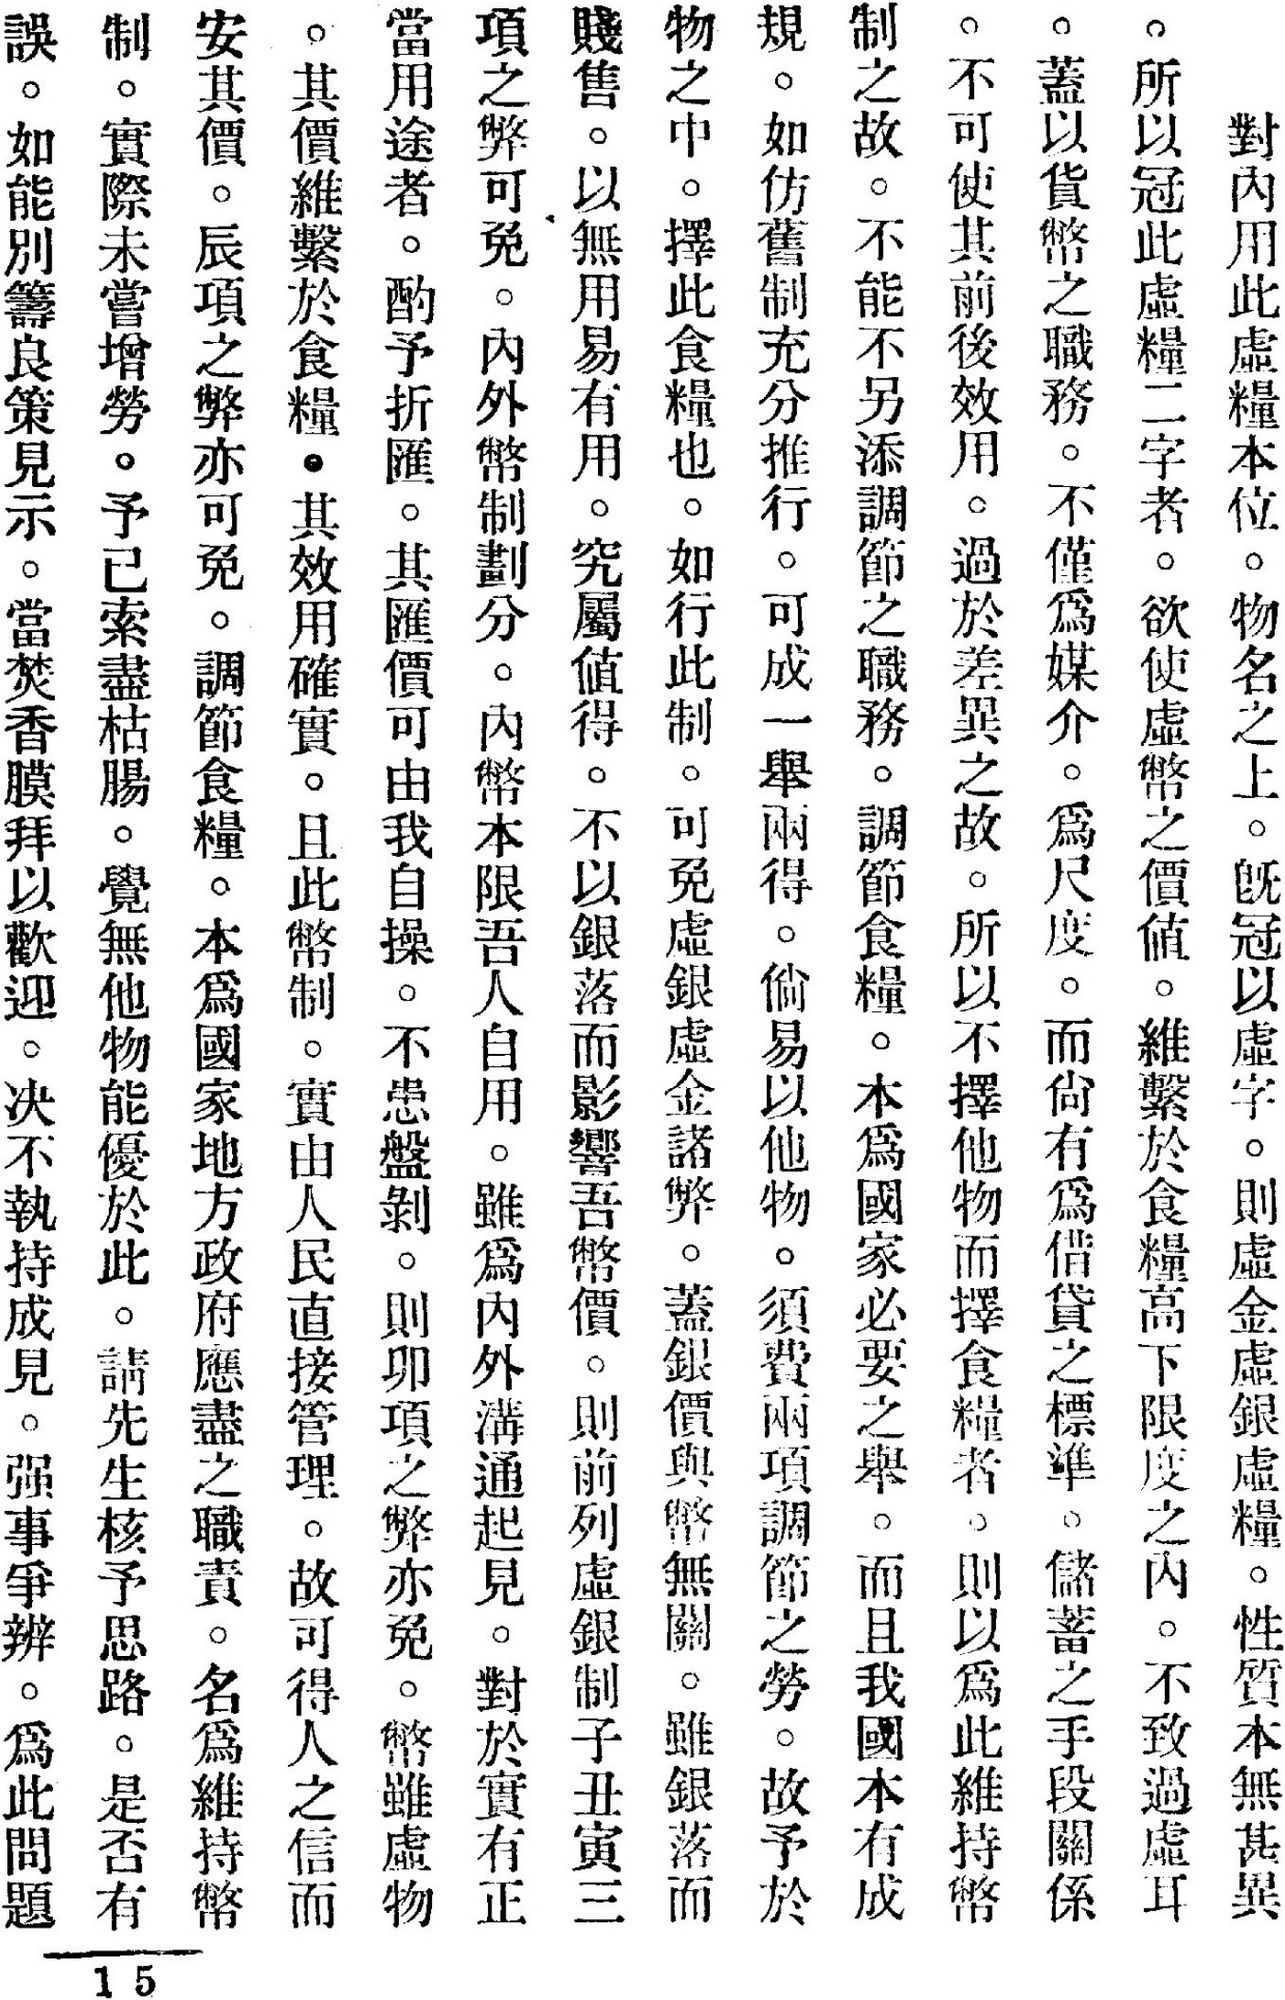 對內用此虛糧本位。物名之上。旣冠以虛字。則虛金虛銀虛糧。性質本無甚異
。所以冠此虛糧二字者。欲使虛幣之價値。維繫於食糧高下限度之內。不致過虛耳
。蓋以貨幣之職務。不僅爲媒介。爲尺度。而尙有爲借貸之標準。儲蓄之手段關係
。不可使其前後效用。過於差異之故。所以不擇他物而擇食糧者。則以爲此維持幣
制之故。不能不另添調節之職務。調節食糧。本爲國家必要之舉。而且我國本有成
規。如仿舊制充分推行。可成一舉兩得。倘易以他物。須費兩項調節之勞。故予於
物之中。擇此食糧也。如行此制。可免虛銀虛金諸弊。蓋銀價與幣無關。雖銀落而
賤售。以無用易有用。究屬値得。不以銀落而影響吾幣價。則前列虛銀制子丑寅三
項之弊可免。內外幣制劃分。內幣本限吾人自用。雖爲內外溝通起見。對於實有正
當用途者。酌予折匯。其匯價可由我自操。不患盤剝。則卯項之弊亦免。幣雖虛物
。其價維繫於食糧。其效用確實。且此幣制。實由人民直接管理。故可得人之信而
安其價。辰項之弊亦可免。調節食糧。本爲國家地方政府應盡之職責。名爲維持幣
制。實際未嘗增勞。予已索盡枯腸。覺無他物能優於此。請先生核予思路。是否有
誤。如能別籌良策見示。當焚香膜拜以歡迎。决不執持成見。强事爭辨。爲此問題
15